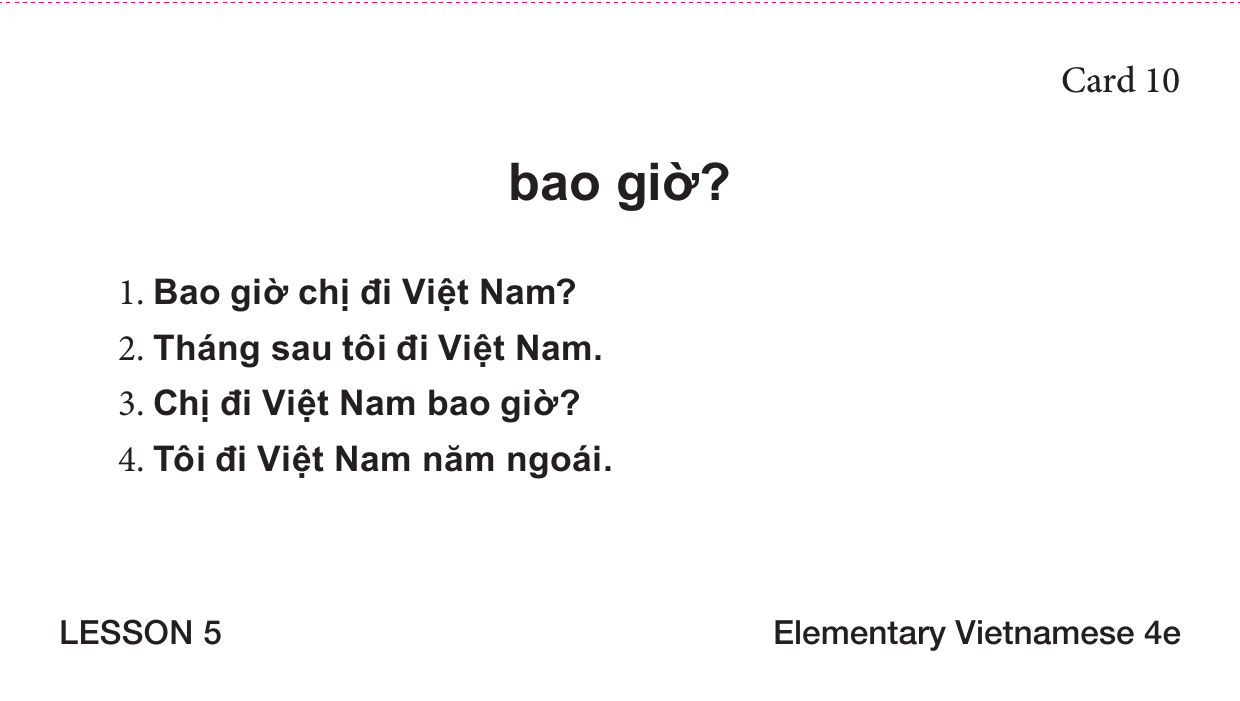 Card 10
bao giờ?
1. Bao giờ chị đi Việt Nam?
2. Tháng sau tôi đi Việt Nam.
3. Chị đi Việt Nam bao giờ?
4. Tôi đi Việt Nam năm ngoái.
LESSON 5 Elementary Vietnamese 4e